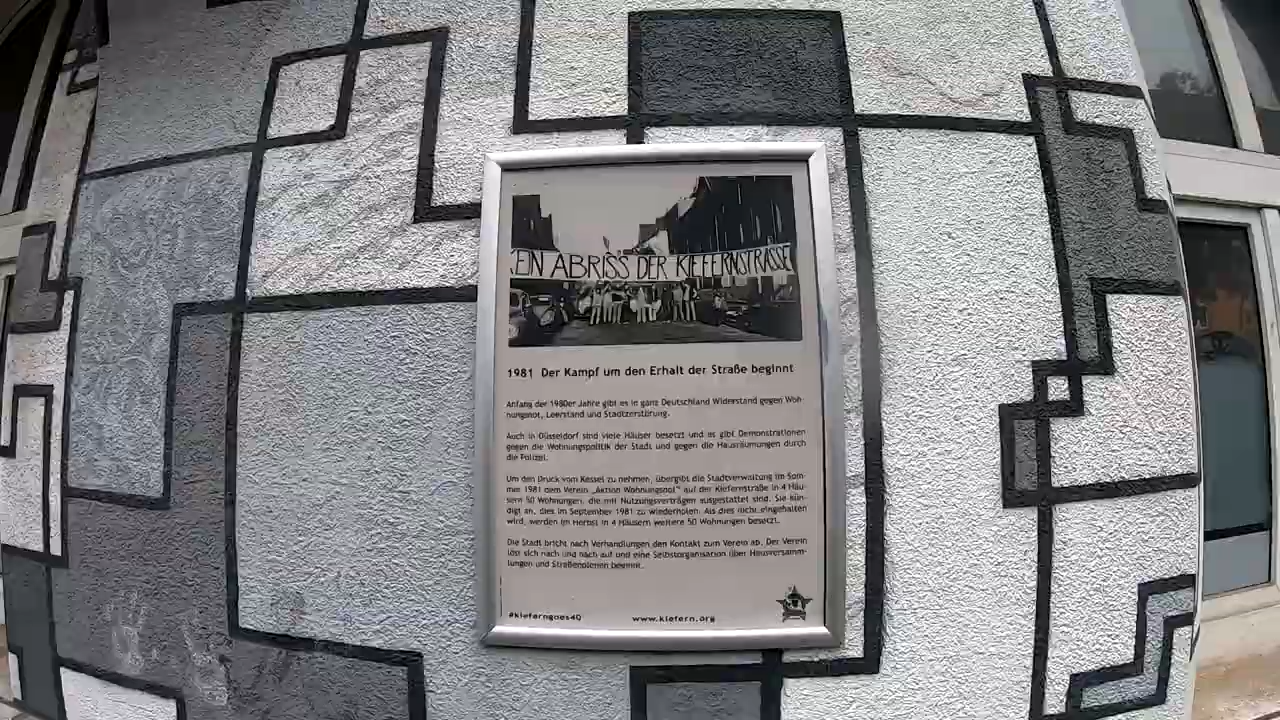 KEIN ABRISS DER KIEFERNSTRASSE
1981 Der Kampf um den Erhalt der Straße beginnt
Anfang der 1980er Jahre gibt es in ganz Deutschland Widerstand gegen Woh-
nungsnot, Leerstand und Stadtzerstörung.
Auch in Düsseldorf sind viele Häuser besetzt und es gibt Demonstrationen
gegen die Wohnungspolitik der Stadt und gegen die Hausräumungen durch
die Polizei.
Um den Druck vom Kessel zu nehmen, übergibt die Stadtverwaltung im Som-
mer 1981 dem Verein „Aktion Wohnungsnot“ auf der Kiefernstraße in 4 Häu-
sern 50 Wohnungen, die mit Nutzungsverträgen ausgestattet sind. Sie kün-
digt an, dies im September 1981 zu wiederholen. Als dies nicht eingehalten
wird, werden im Herbst in 4 Häusern weitere 50 Wohnungen besetzt.
Die Stadt bricht nach Verhandlungen den Kontakt zum Verein ab. Der Verein
löst sich nach und nach auf und eine Selbstorganisation über Hausversamm-
lungen und Straßenplenen beginnt.
#kieferngoes40 www.kiefern.org